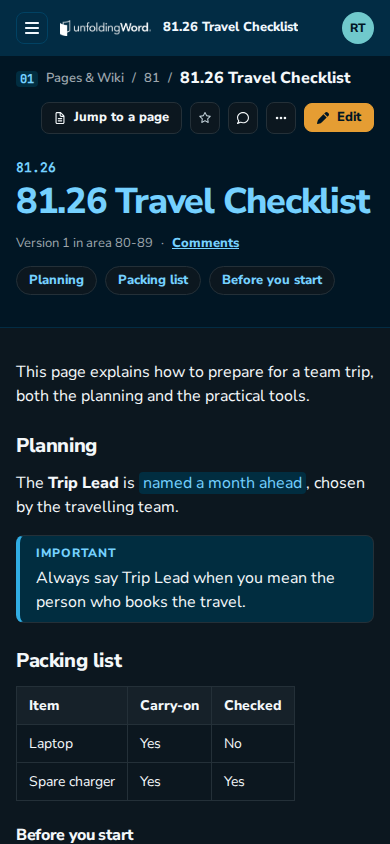 unfoldingWord. 81.26 Travel Checklist RT
01 Pages & Wiki / 81 / 81.26 Travel Checklist
Jump to a page Edit
81.26
81.26 Travel Checklist
Version 1 in area 80-89 · Comments
Planning Packing list Before you start
This page explains how to prepare for a team trip,
both the planning and the practical tools.
Planning
The Trip Lead is named a month ahead, chosen
by the travelling team.
IMPORTANT
Always say Trip Lead when you mean the
person who books the travel.
Packing list
Item Carry-on Checked
Laptop Yes No
Spare charger Yes Yes
Before you start